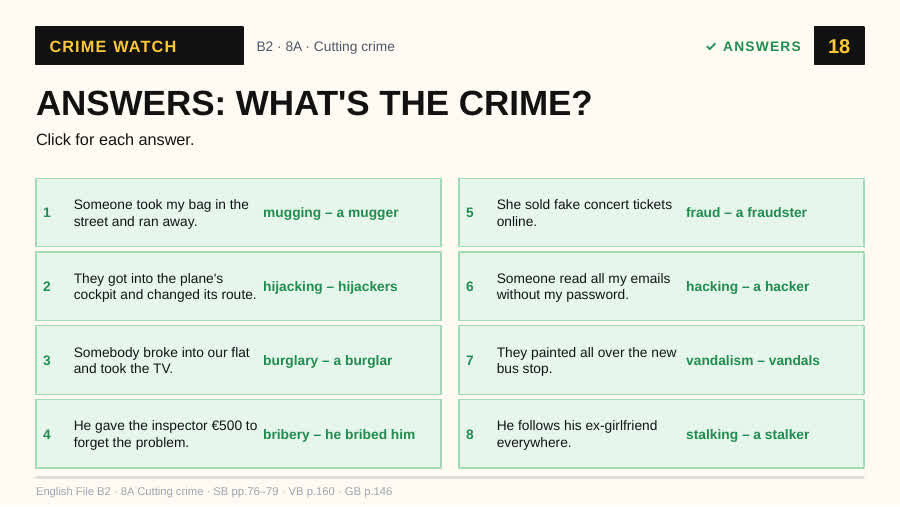 CRIME WATCH
B2 · 8A · Cutting crime
✓ ANSWERS
18
ANSWERS: WHAT'S THE CRIME?
Click for each answer.
1
Someone took my bag in the
street and ran away.
mugging – a mugger
2
They got into the plane's
cockpit and changed its route.
hijacking – hijackers
3
Somebody broke into our flat
and took the TV.
burglary – a burglar
4
He gave the inspector €500 to
forget the problem.
bribery – he bribed him
5
She sold fake concert tickets
online.
fraud – a fraudster
6
Someone read all my emails
without my password.
hacking – a hacker
7
They painted all over the new
bus stop.
vandalism – vandals
8
He follows his ex-girlfriend
everywhere.
stalking – a stalker
English File B2 · 8A Cutting crime · SB pp.76–79 · VB p.160 · GB p.146